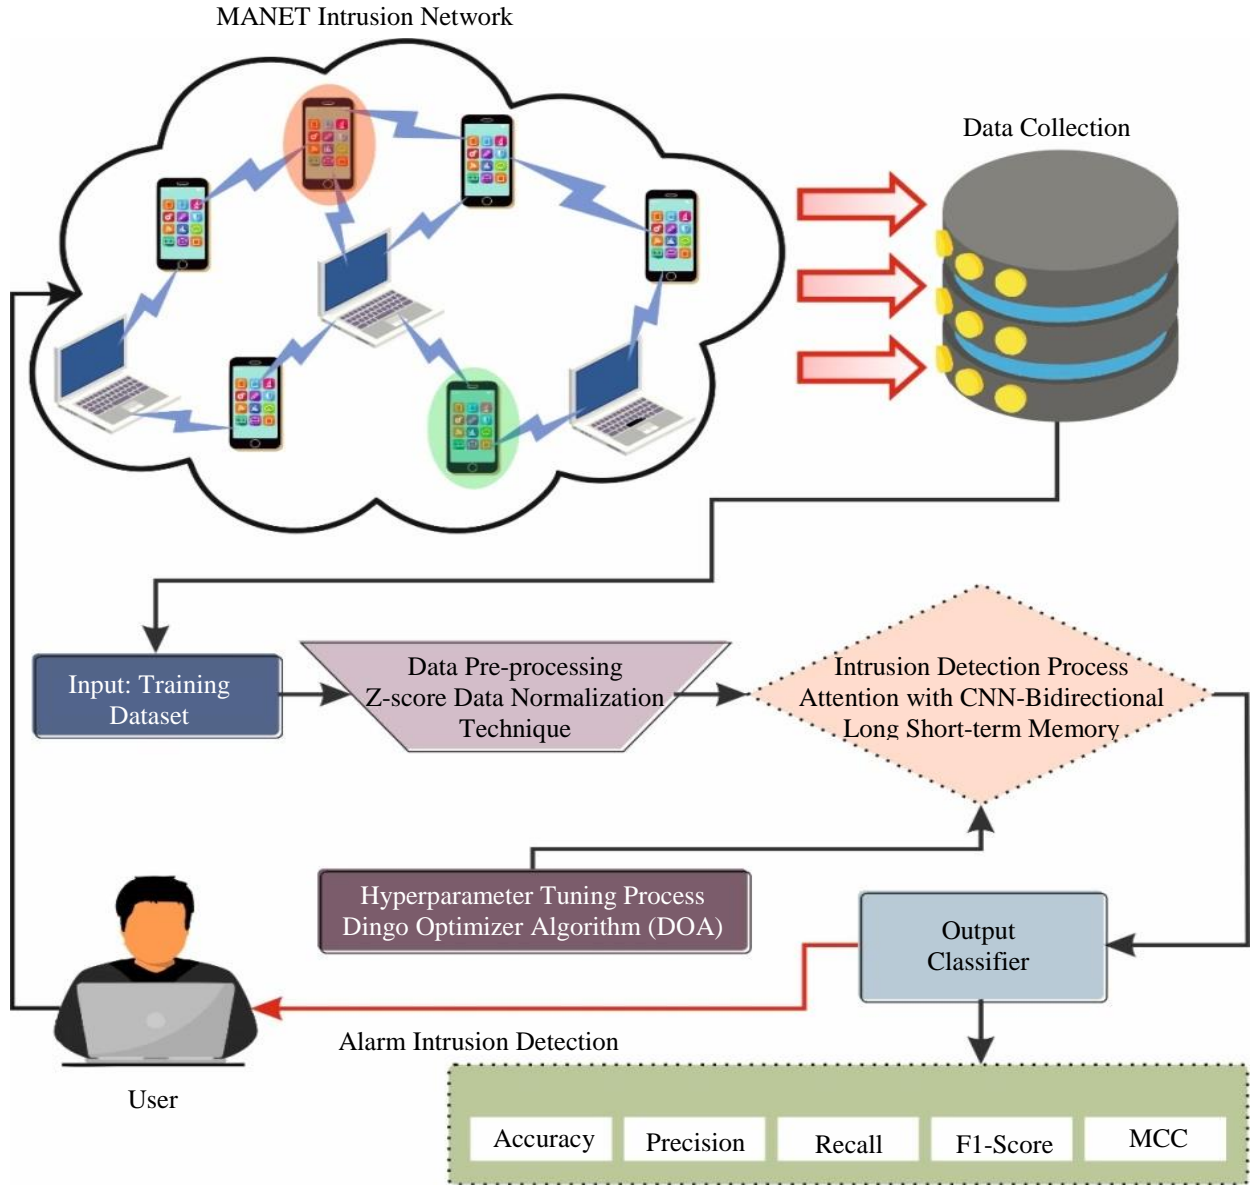 MANET Intrusion Network
Data Collection
Input: Training
Dataset
Data Pre-processing
Z-score Data Normalization
Technique
Intrusion Detection Process
Attention with CNN-Bidirectional
Long Short-term Memory
Hyperparameter Tuning Process
Dingo Optimizer Algorithm (DOA)
Output
Classifier
Alarm Intrusion Detection
User
Accuracy
Precision
Recall
F1-Score
MCC